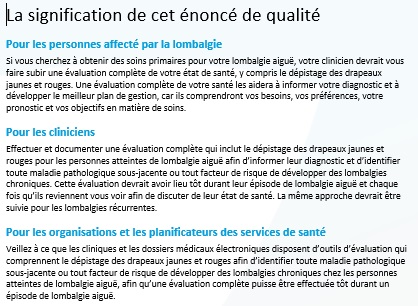 La signification de cet énoncé de qualité
Pour les personnes affecté par la lombalgie
Si vous cherchez à obtenir des soins primaires pour votre lombalgie aiguë, votre clinicien devrait vous
faire subir une évaluation complète de votre état de santé, y compris le dépistage des drapeaux
jaunes et rouges. Une évaluation complète de votre santé les aidera à informer votre diagnostic et à
développer le meilleur plan de gestion, car ils comprendront vos besoins, vos préférences, votre
pronostic et vos objectifs en matière de soins.
Pour les cliniciens
Effectuer et documenter une évaluation complète qui inclut le dépistage des drapeaux jaunes et
rouges pour les personnes atteintes de lombalgie aiguë afin d'informer leur diagnostic et d'identifier
toute maladie pathologique sous-jacente ou tout facteur de risque de développer des lombalgies
chroniques. Cette évaluation devrait avoir lieu tôt durant leur épisode de lombalgie aiguë et chaque
fois qu'ils reviennent vous voir afin de discuter de leur état de santé. La même approche devrait être
suivie pour les lombalgies récurrentes.
Pour les organisations et les planificateurs des services de santé
Veillez à ce que les cliniques et les dossiers médicaux électroniques disposent d'outils d'évaluation qui
comprennent le dépistage des drapeaux jaunes et rouges afin d'identifier toute maladie pathologique
sous-jacente ou tout facteur de risque de développer des lombalgies chroniques chez les personnes
atteintes de lombalgie aiguë, afin qu'une évaluation complète puisse être effectuée tôt durant un
épisode de lombalgie aiguë.